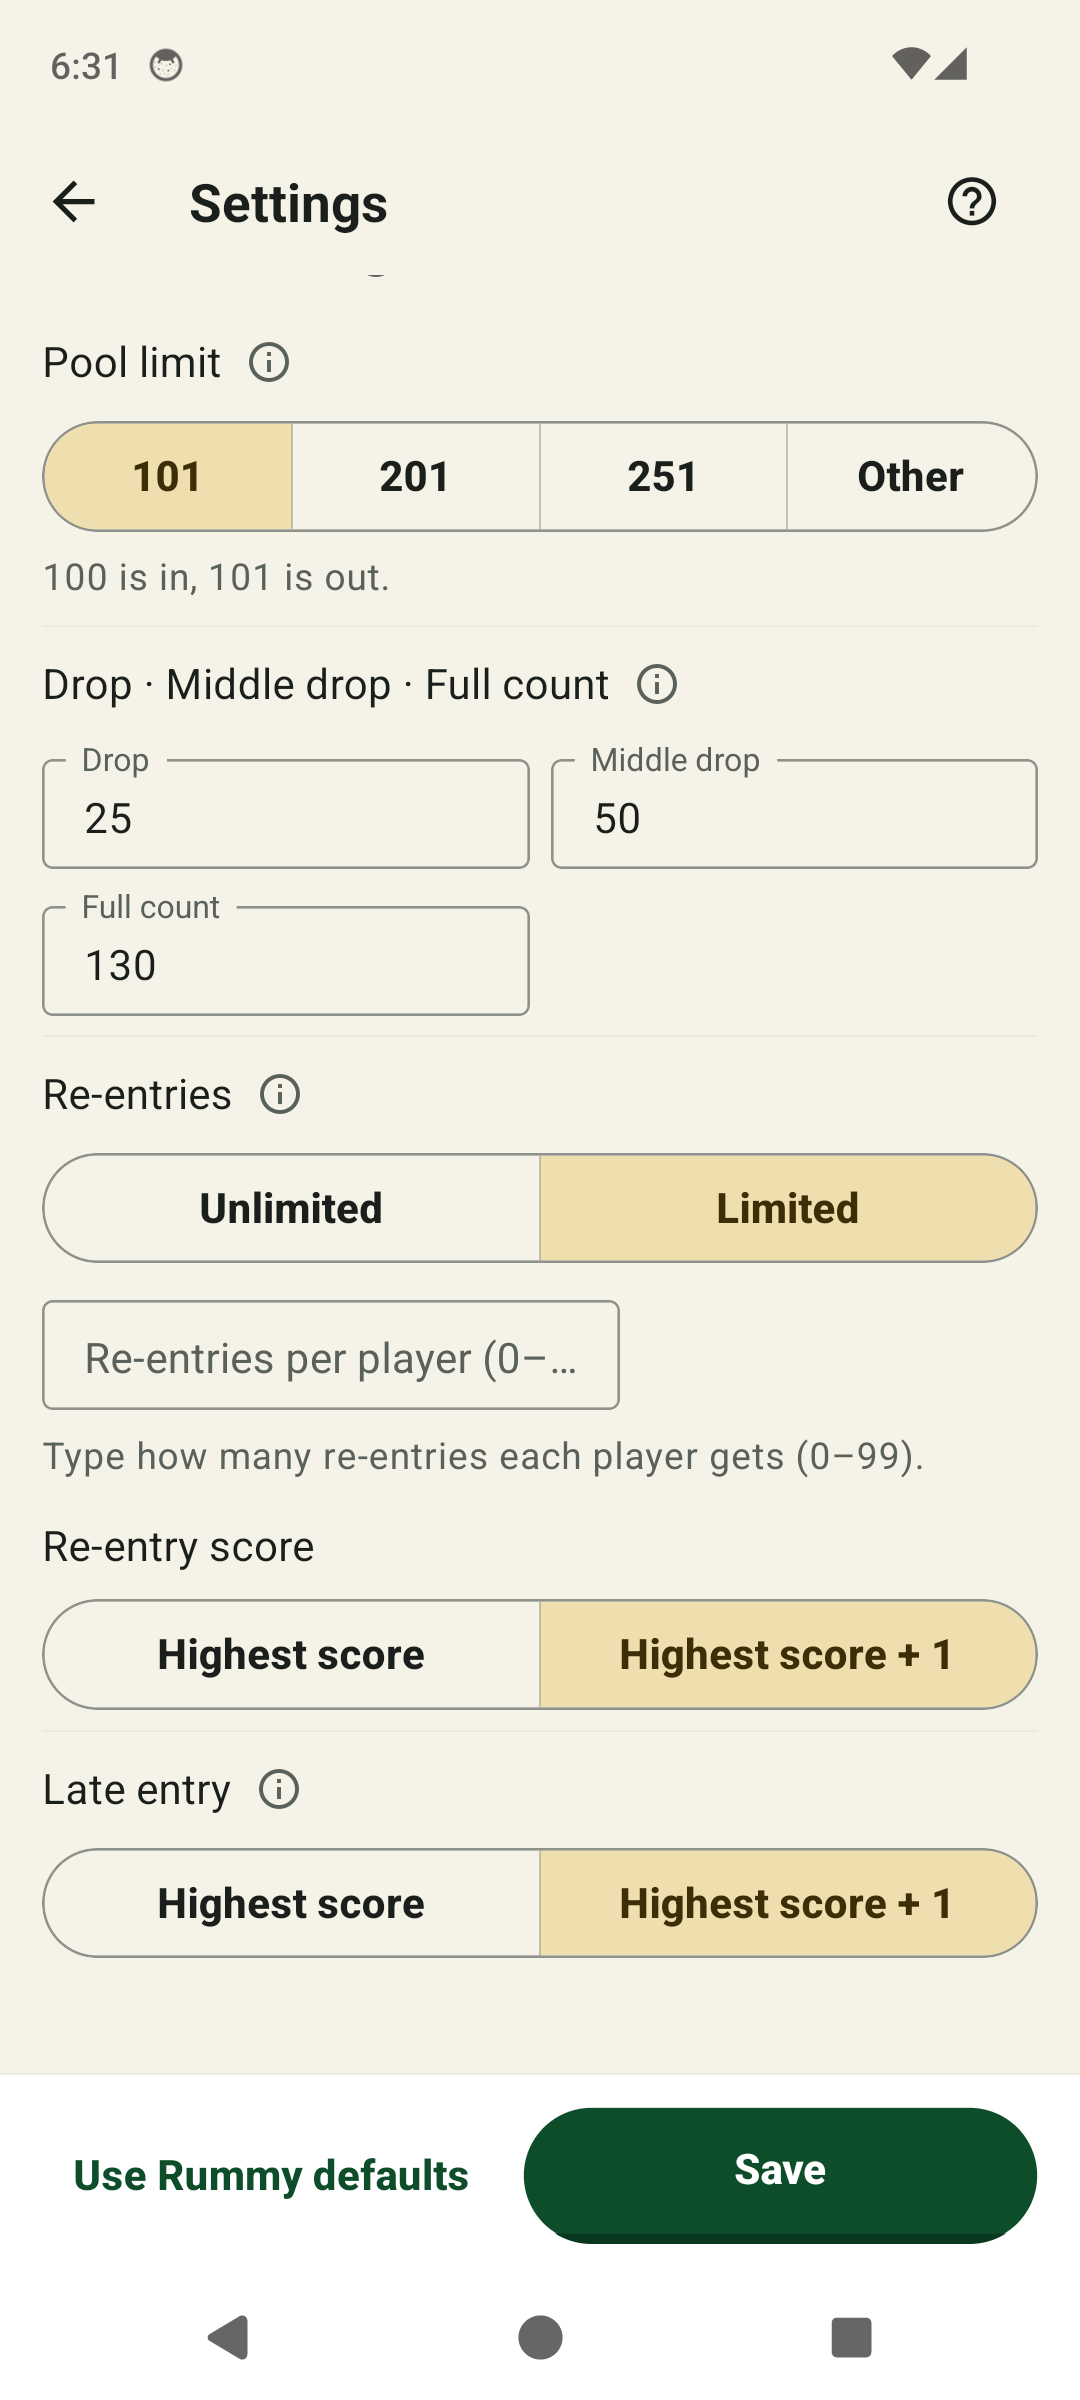 6:31
Settings
Pool limit
101 201 251 Other
100 is in, 101 is out.
Drop · Middle drop · Full count
Drop Middle drop
25 50
Full count
130
Re-entries
Unlimited Limited
Re-entries per player (0–…
Type how many re-entries each player gets (0–99).
Re-entry score
Highest score Highest score + 1
Late entry
Highest score Highest score + 1
Use Rummy defaults Save